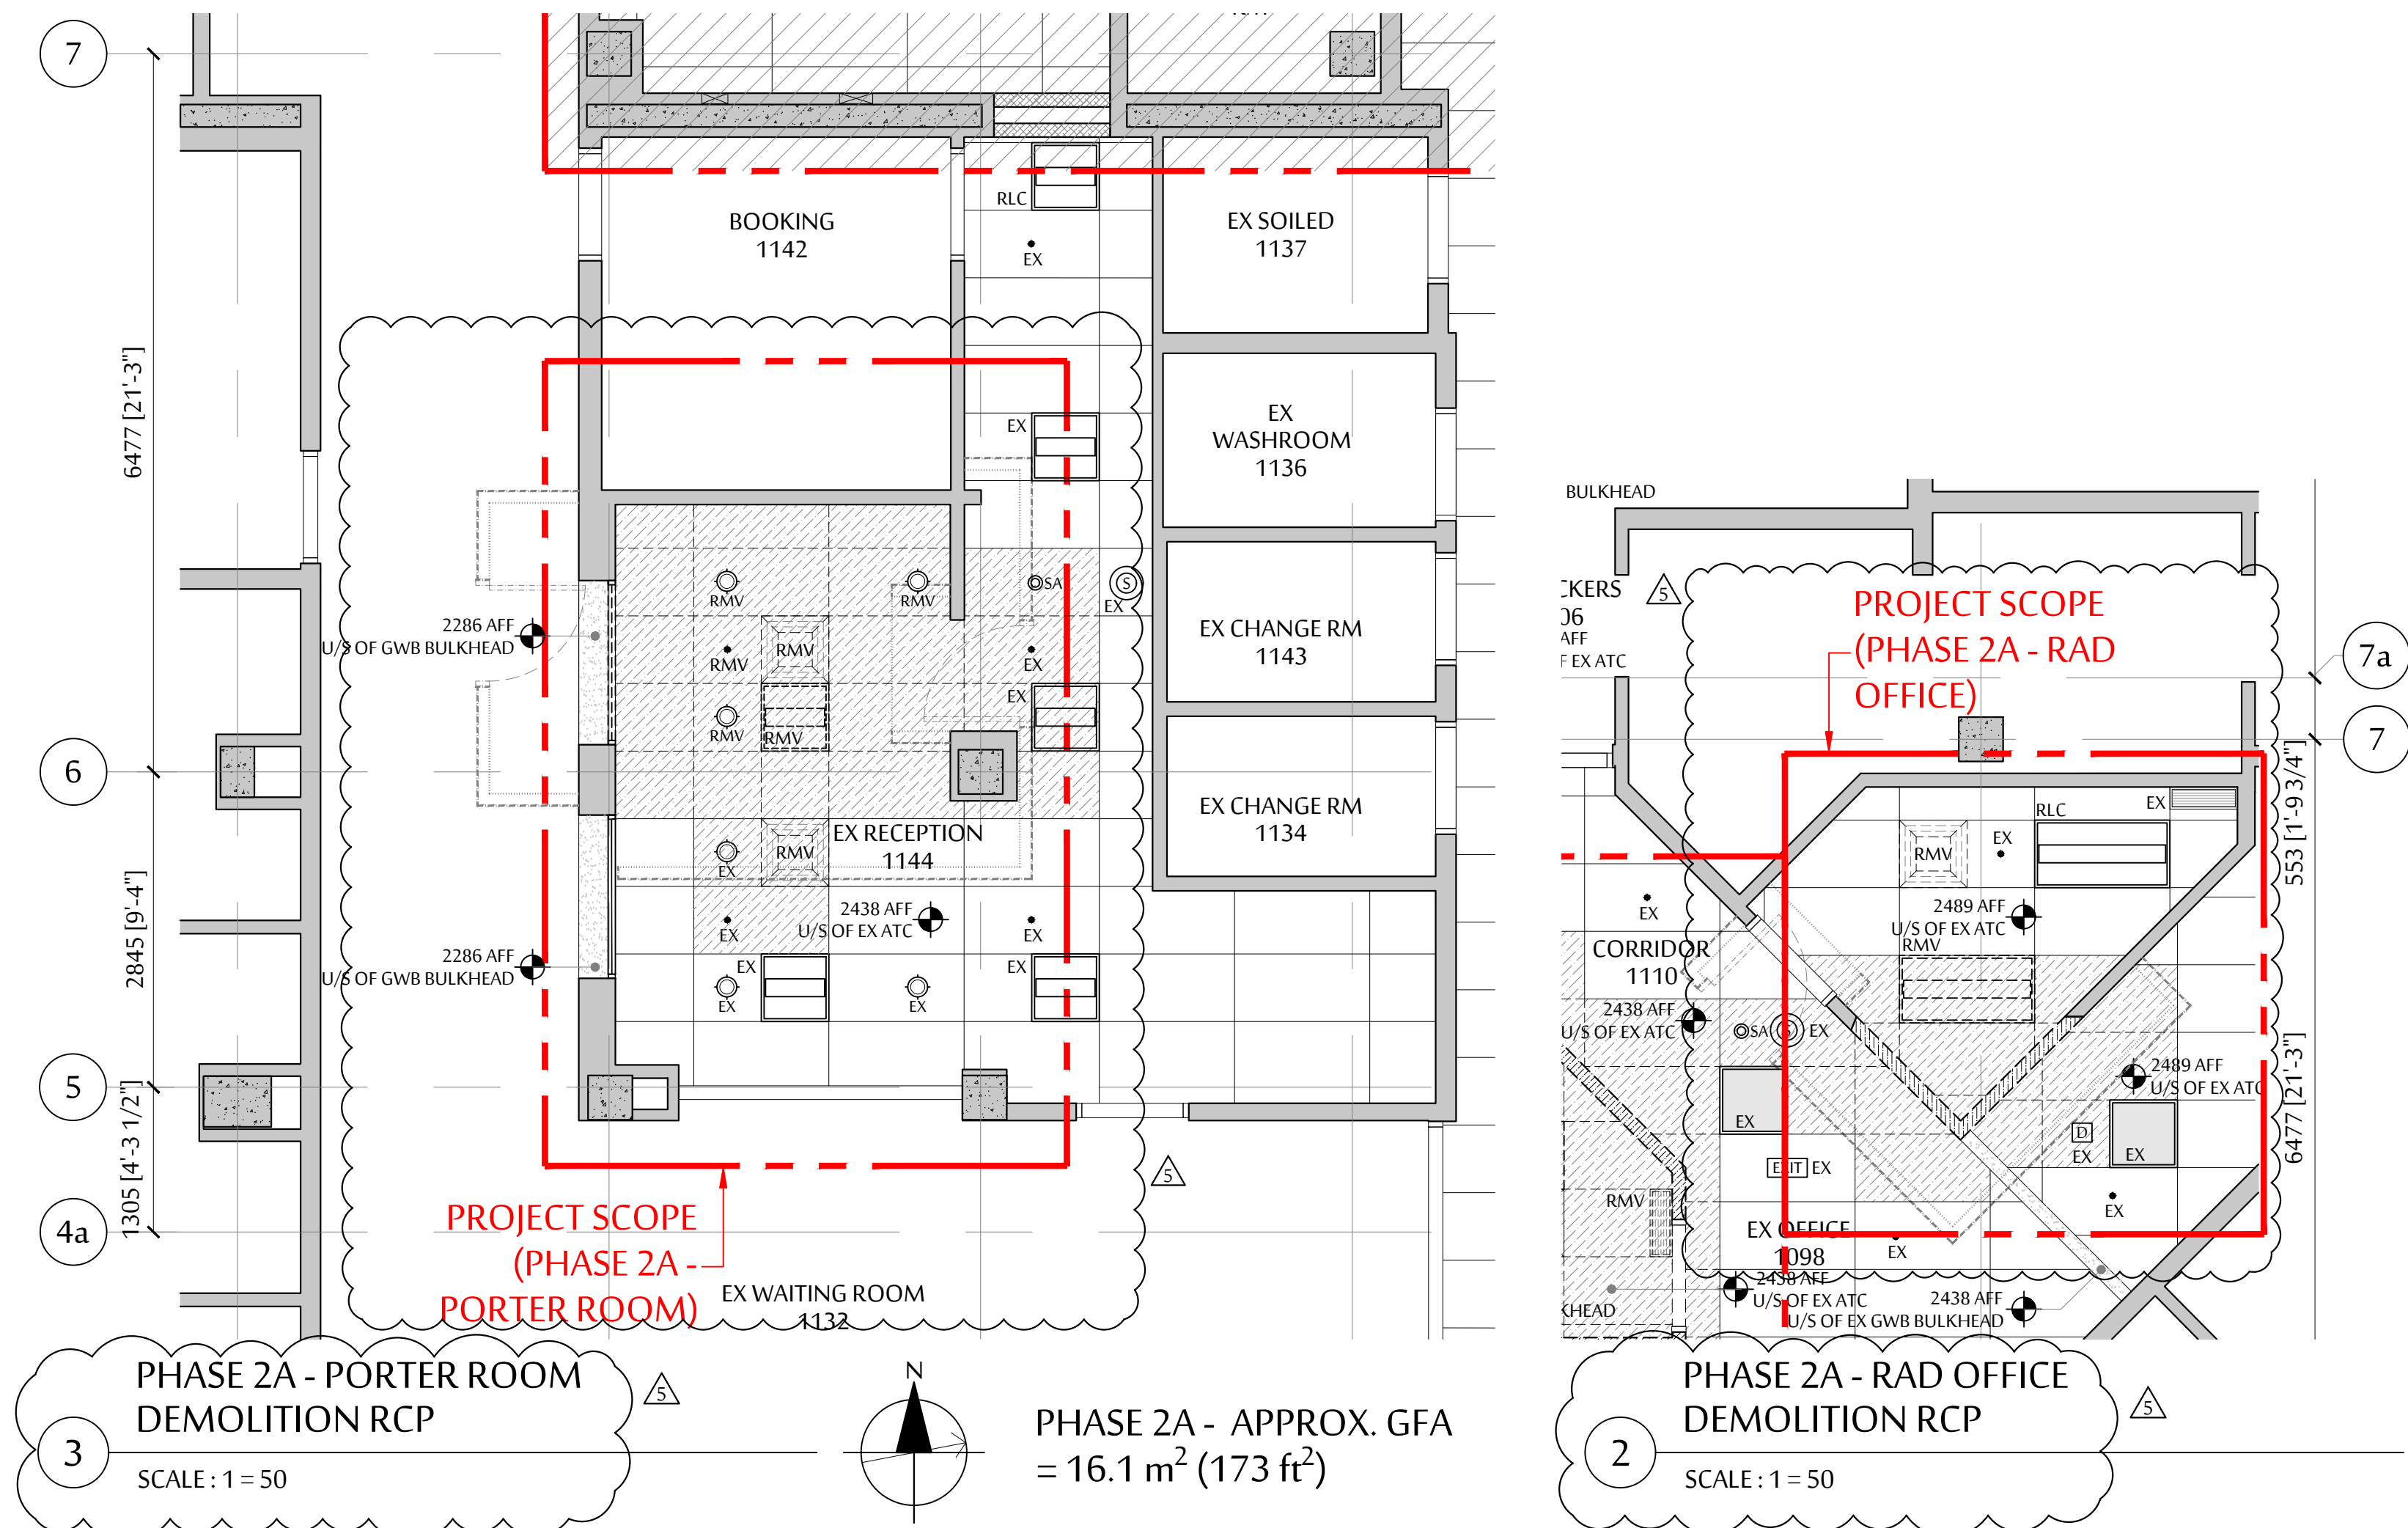 7
6477 [21'-3"]
6
2845 [9'-4"]
5
1305 [4'-3 1/2"]
4a
BOOKING
1142
RLC
EX
EX SOILED
1137
EX
EX
WASHROOM
1136
RMV
RMV
SA
S
EX
2286 AFF
U/S OF GWB BULKHEAD
RMV
RMV
EX
EX CHANGE RM
1143
EX
RMV
RMV
EX CHANGE RM
1134
EX
RMV
EX RECEPTION
1144
2438 AFF
U/S OF EX ATC
EX
EX
2286 AFF
U/S OF GWB BULKHEAD
EX
EX
EX
EX
5
PROJECT SCOPE
(PHASE 2A -
PORTER ROOM)
EX WAITING ROOM
1132
PHASE 2A - PORTER ROOM
DEMOLITION RCP
5
3
SCALE : 1 = 50
N
PHASE 2A - APPROX. GFA
= 16.1 m² (173 ft²)
BULKHEAD
CKERS
06
AFF
F EX ATC
5
PROJECT SCOPE
(PHASE 2A - RAD
OFFICE)
7a
7
553 [1'-9 3/4"]
6477 [21'-3"]
RLC
EX
RMV
EX
2489 AFF
U/S OF EX ATC
RMV
EX
CORRIDOR
1110
2438 AFF
U/S OF EX ATC
SA
S
EX
2489 AFF
U/S OF EX ATC
EX
D
EX
EX
EXIT
EX
RMV
EX
EX OFFICE
1098
EX
2438 AFF
U/S OF EX ATC
KHEAD
2438 AFF
U/S OF EX GWB BULKHEAD
PHASE 2A - RAD OFFICE
DEMOLITION RCP
5
2
SCALE : 1 = 50